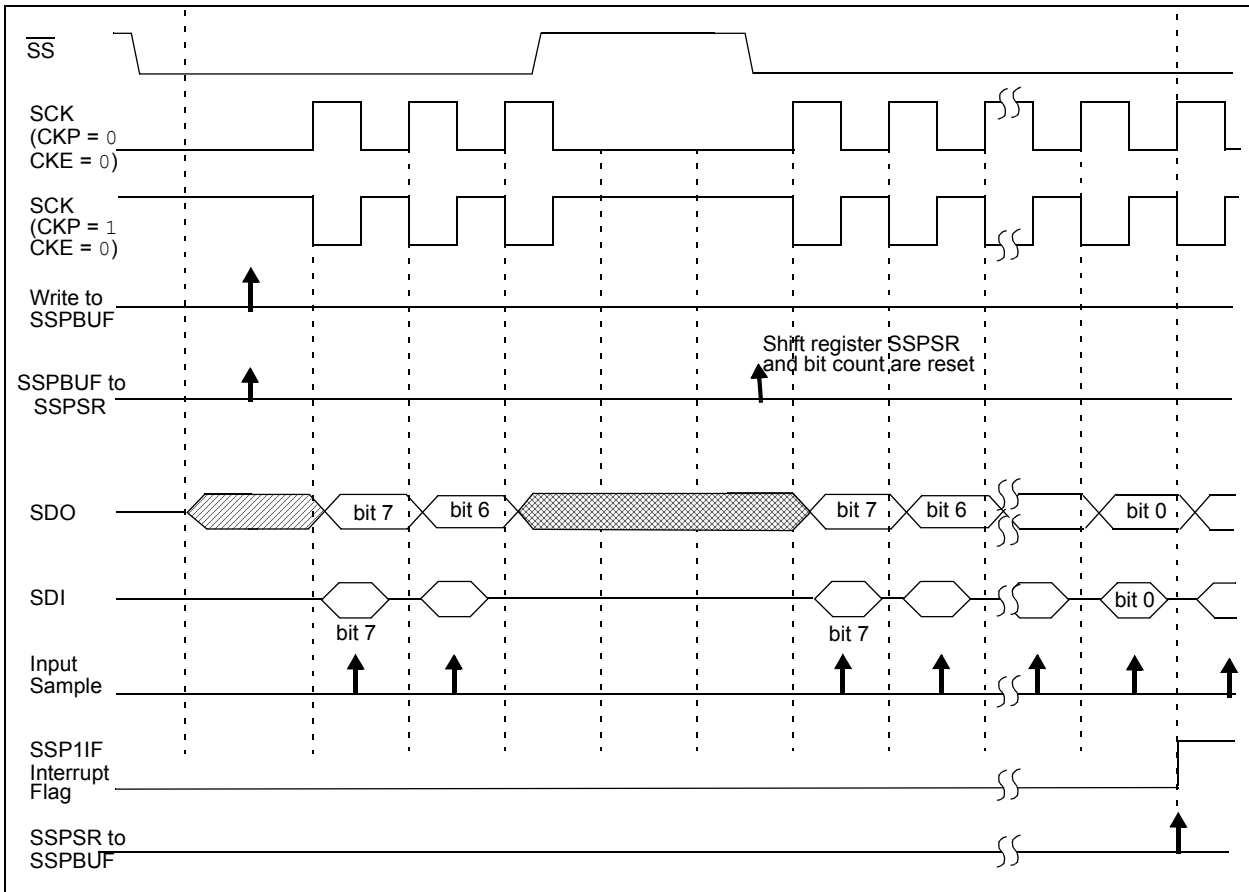 SS
SCK
(CKP = 0
CKE = 0)
SCK
(CKP = 1
CKE = 0)
Write to
SSPBUF
Shift register SSPSR
and bit count are reset
SSPBUF to
SSPSR
SDO
bit 7
bit 6
bit 7
bit 6
bit 0
SDI
bit 0
bit 7
bit 7
Input
Sample
SSP1IF
Interrupt
Flag
SSPSR to
SSPBUF